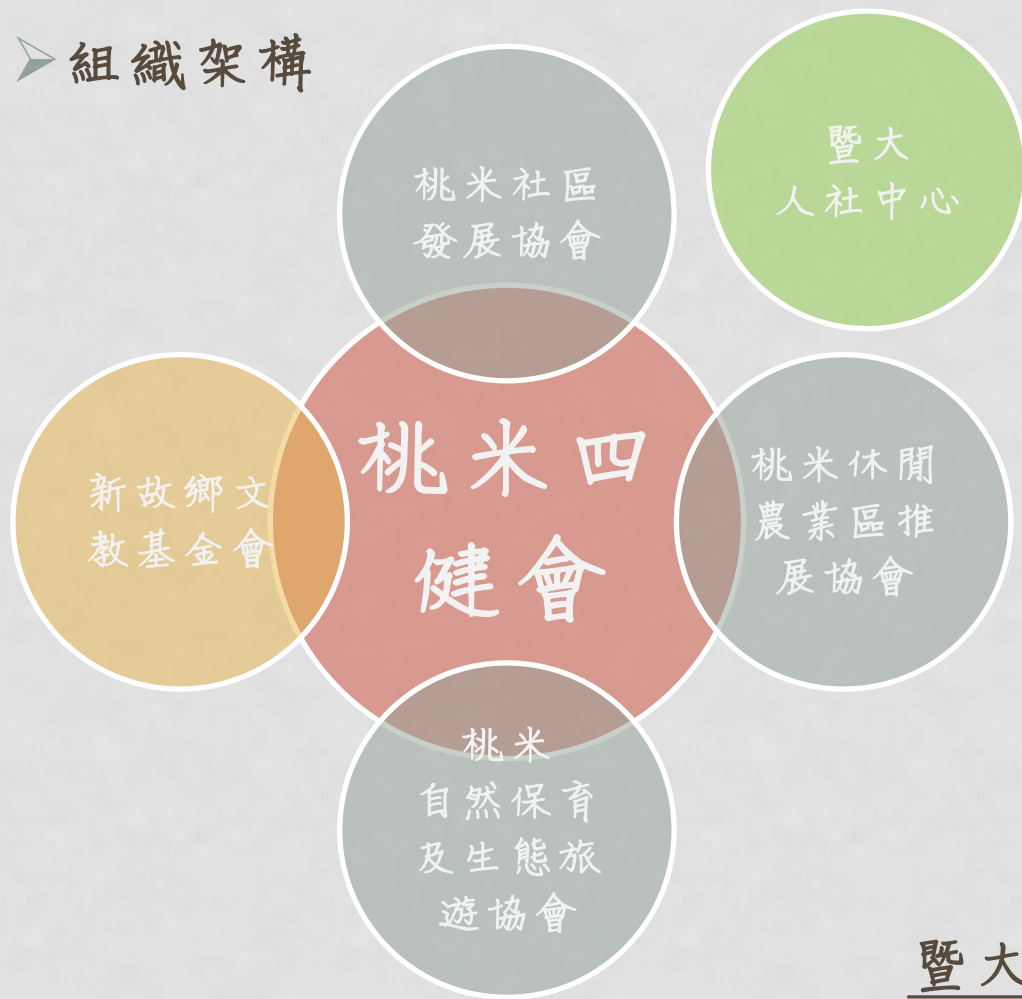 組織架構
暨大
人社中心
桃米社區
發展協會
桃米四
健會
新故鄉文
教基金會
桃米休閒
農業區推
展協會
桃米
自然保育
及生態旅
遊協會
暨大